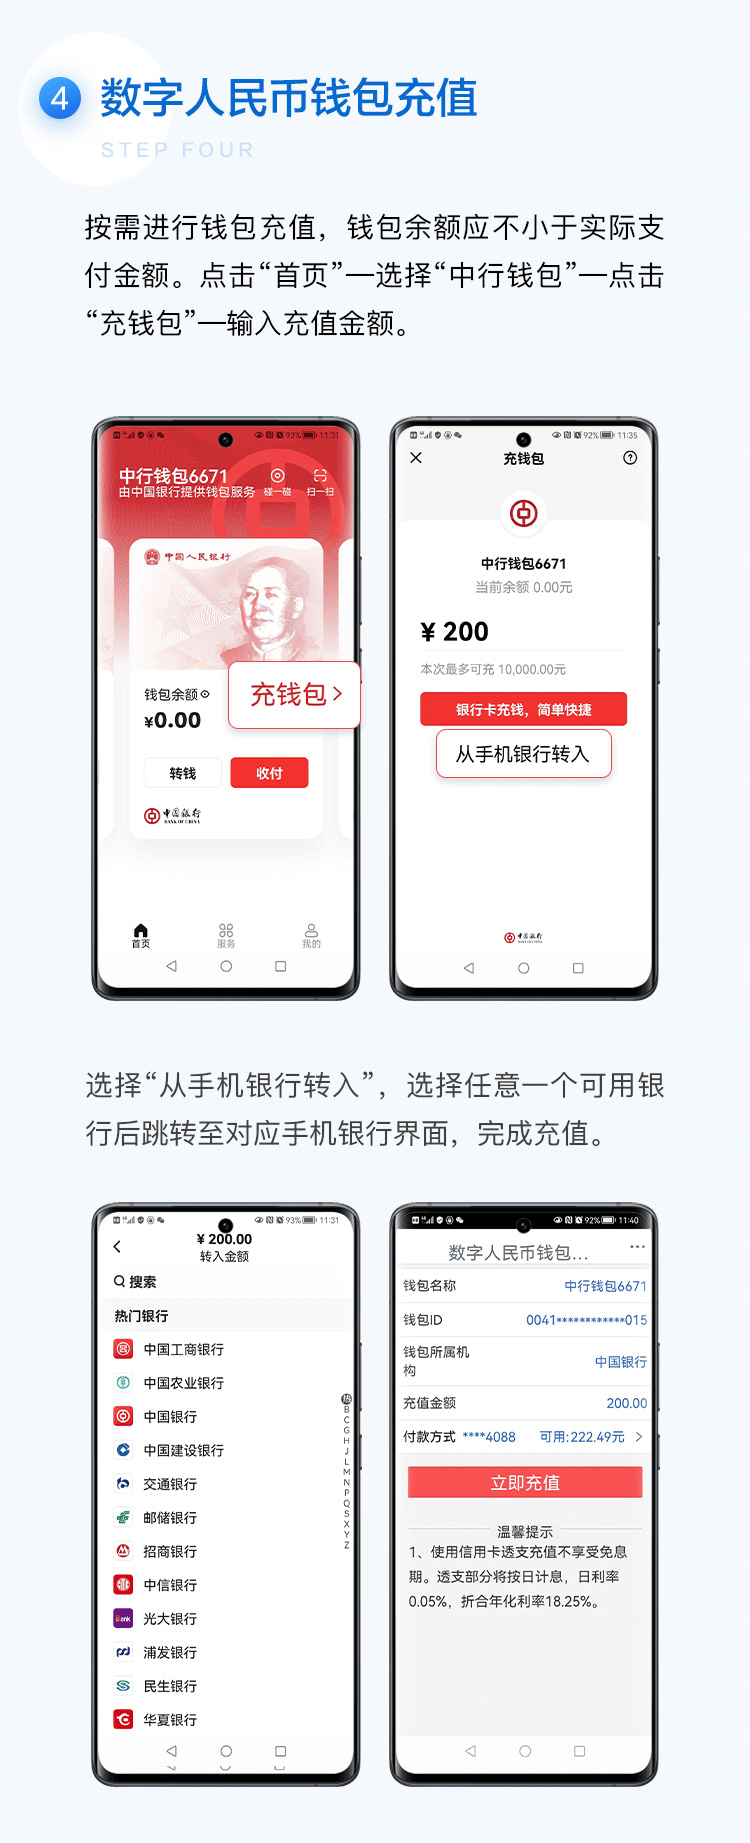 4 数字人民币钱包充值
STEP FOUR
按需进行钱包充值，钱包余额应不小于实际支
付金额。点击“首页”—选择“中行钱包”—点击
“充钱包”—输入充值金额。
93% 11:31
中行钱包6671
由中国银行提供钱包服务 碰一碰 扫一扫
中国人民银行
钱包余额
¥0.00
充钱包 >
转钱 收付
中国银行
BANK OF CHINA
首页 服务 我的
92% 11:35
充钱包
中行钱包6671
当前余额 0.00元
¥ 200
本次最多可充 10,000.00元
银行卡充钱，简单快捷
从手机银行转入
中国银行
BANK OF CHINA
选择“从手机银行转入”，选择任意一个可用银
行后跳转至对应手机银行界面，完成充值。
93% 11:31
¥ 200.00
转入金额
搜索
热门银行
中国工商银行
中国农业银行
中国银行
中国建设银行
交通银行
邮储银行
招商银行
中信银行
Bank 光大银行
浦发银行
民生银行
华夏银行
热
B
C
G
H
J
L
M
N
P
Q
S
X
Y
Z
92% 11:40
数字人民币钱包...
钱包名称 中行钱包6671
钱包ID 0041************015
钱包所属机
构
中国银行
充值金额 200.00
付款方式 ****4088 可用:222.49元 >
立即充值
温馨提示
1、使用信用卡透支充值不享受免息
期。透支部分将按日计息，日利率
0.05%，折合年化利率18.25%。